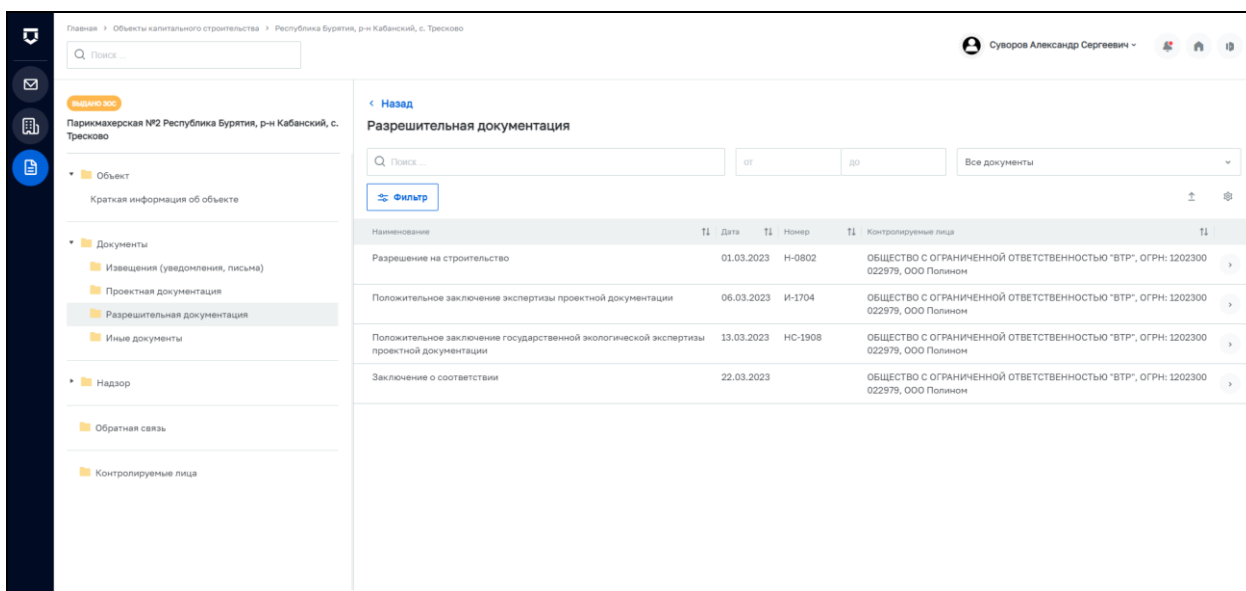 Главная > Объекты капитального строительства > Республика Бурятия, р-н Кабанский, с. Тресково
Поиск ...
Суворов Александр Сергеевич
ВЫДАНО ЗОС
Парикмахерская №2 Республика Бурятия, р-н Кабанский, с.
Тресково
Объект
Краткая информация об объекте
Документы
Извещения (уведомления, письма)
Проектная документация
Разрешительная документация
Иные документы
Надзор
Обратная связь
Контролируемые лица
Назад
Разрешительная документация
Поиск ...
от
до
Все документы
Фильтр
Наименование Дата Номер Контролируемые лица
Разрешение на строительство 01.03.2023 Н-0802 ОБЩЕСТВО С ОГРАНИЧЕННОЙ ОТВЕТСТВЕННОСТЬЮ "ВТР", ОГРН: 1202300
022979, ООО Полином
Положительное заключение экспертизы проектной документации 06.03.2023 И-1704 ОБЩЕСТВО С ОГРАНИЧЕННОЙ ОТВЕТСТВЕННОСТЬЮ "ВТР", ОГРН: 1202300
022979, ООО Полином
Положительное заключение государственной экологической экспертизы 13.03.2023 НС-1908 ОБЩЕСТВО С ОГРАНИЧЕННОЙ ОТВЕТСТВЕННОСТЬЮ "ВТР", ОГРН: 1202300
проектной документации 022979, ООО Полином
Заключение о соответствии 22.03.2023 ОБЩЕСТВО С ОГРАНИЧЕННОЙ ОТВЕТСТВЕННОСТЬЮ "ВТР", ОГРН: 1202300
022979, ООО Полином